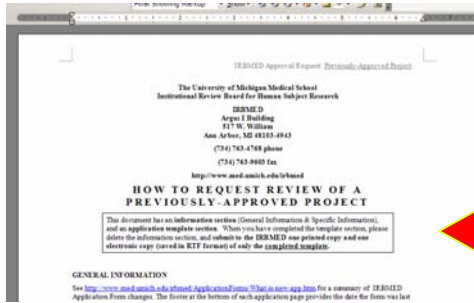 Final Showing Markup Show
IRBMED Approval Request: Previously-Approved Project
The University of Michigan Medical School
Institutional Review Board for Human Subject Research
IRBMED
Argus I Building
517 W. William
Ann Arbor, MI 48103-4943
(734) 763-4768 phone
(734) 763-9603 fax
http://www.med.umich.edu/irbmed
HOW TO REQUEST REVIEW OF A
PREVIOUSLY-APPROVED PROJECT
This document has an information section (General Information & Specific Information),
and an application template section. When you have completed the template section, please
delete the information section, and submit to the IRBMED one printed copy and one
electronic copy (saved in RTF format) of only the completed template.
GENERAL INFORMATION
See http://www.med.umich.edu/irbmed/ApplicationForms/What-is-new-app.htm for a summary of IRBMED
Application Form changes. The footer at the bottom of each application page provides the date the form was last